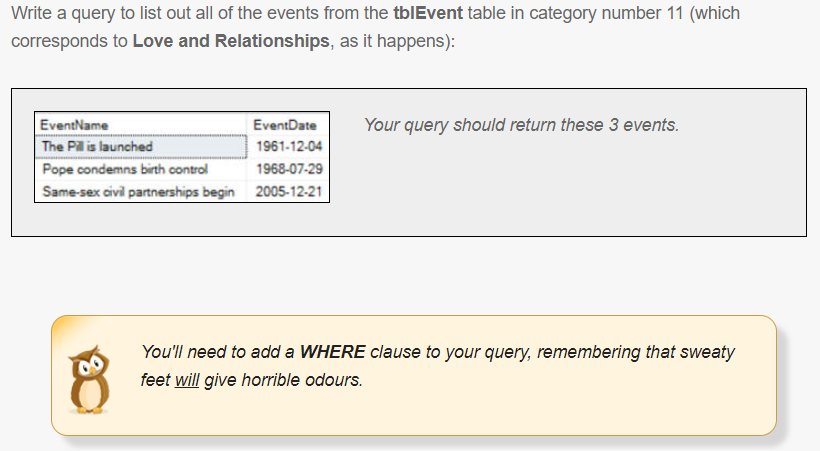 Write a query to list out all of the events from the tblEvent table in category number 11 (which
corresponds to Love and Relationships, as it happens):
EventName EventDate
The Pill is launched 1961-12-04
Pope condemns birth control 1968-07-29
Same-sex civil partnerships begin 2005-12-21
Your query should return these 3 events.
You'll need to add a WHERE clause to your query, remembering that sweaty
feet will give horrible odours.